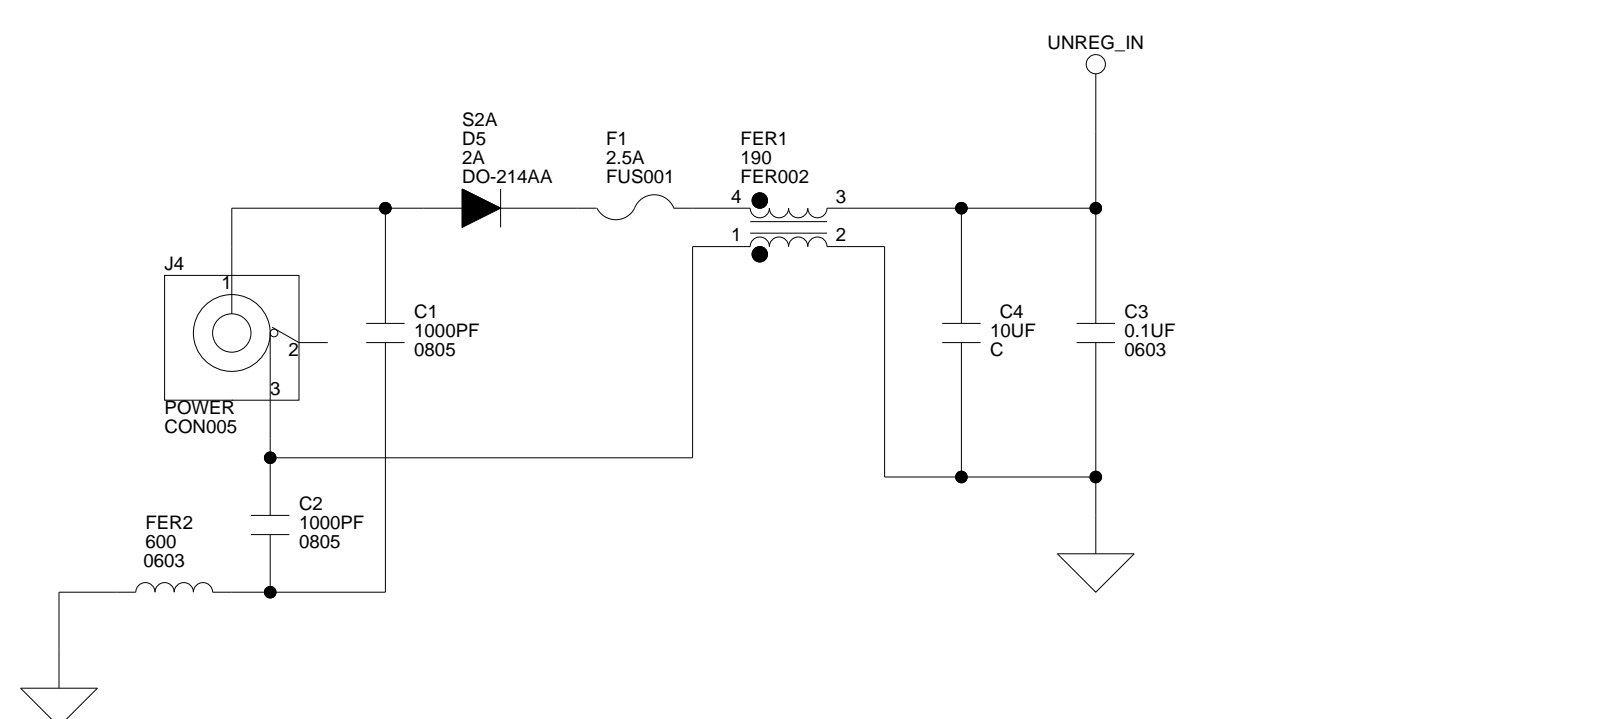 UNREG_IN
S2A
D5
2A
DO-214AA
F1
2.5A
FUS001
FER1
190
FER002
4
3
1
2
J4
1
2
3
POWER
CON005
C1
1000PF
0805
C4
10UF
C
C3
0.1UF
0603
C2
1000PF
0805
FER2
600
0603